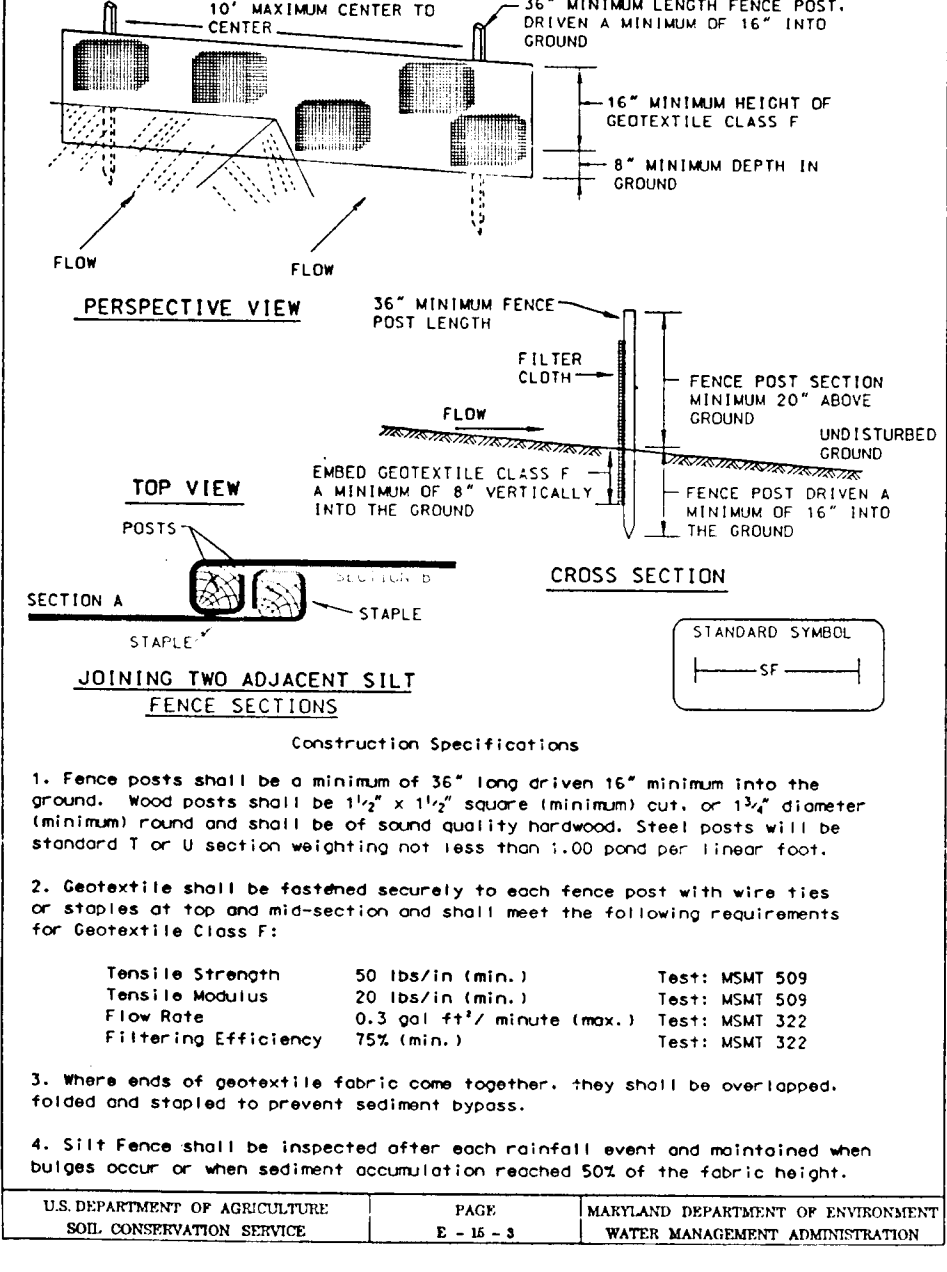 10' MAXIMUM CENTER TO
CENTER
36" MINIMUM LENGTH FENCE POST.
DRIVEN A MINIMUM OF 16" INTO
GROUND
16" MINIMUM HEIGHT OF
GEOTEXTILE CLASS F
8" MINIMUM DEPTH IN
GROUND
FLOW
FLOW
PERSPECTIVE VIEW
36" MINIMUM FENCE
POST LENGTH
FILTER
CLOTH
FENCE POST SECTION
MINIMUM 20" ABOVE
GROUND
FLOW
UNDISTURBED
GROUND
EMBED GEOTEXTILE CLASS F
A MINIMUM OF 8" VERTICALLY
INTO THE GROUND
FENCE POST DRIVEN A
MINIMUM OF 16" INTO
THE GROUND
CROSS SECTION
TOP VIEW
POSTS
SECTION B
SECTION A
STAPLE
STAPLE
JOINING TWO ADJACENT SILT
FENCE SECTIONS
STANDARD SYMBOL
SF
Construction Specifications
1. Fence posts shall be a minimum of 36" long driven 16" minimum into the
ground. Wood posts shall be 1 1/2" x 1 1/2" square (minimum) cut. or 1 3/4" diameter
(minimum) round and shall be of sound quality hardwood. Steel posts will be
standard T or U section weighting not less than 1.00 pond per linear foot.
2. Geotextile shall be fastened securely to each fence post with wire ties
or staples at top and mid-section and shall meet the following requirements
for Geotextile Class F:
Tensile Strength 50 lbs/in (min.) Test: MSMT 509
Tensile Modulus 20 lbs/in (min.) Test: MSMT 509
Flow Rate 0.3 gal ft²/ minute (max.) Test: MSMT 322
Filtering Efficiency 75% (min.) Test: MSMT 322
3. Where ends of geotextile fabric come together. they shall be overlapped.
folded and stapled to prevent sediment bypass.
4. Silt Fence shall be inspected after each rainfall event and maintained when
bulges occur or when sediment accumulation reached 50% of the fabric height.
U.S. DEPARTMENT OF AGRICULTURE
SOIL CONSERVATION SERVICE
PAGE
E - 15 - 3
MARYLAND DEPARTMENT OF ENVIRONMENT
WATER MANAGEMENT ADMINISTRATION